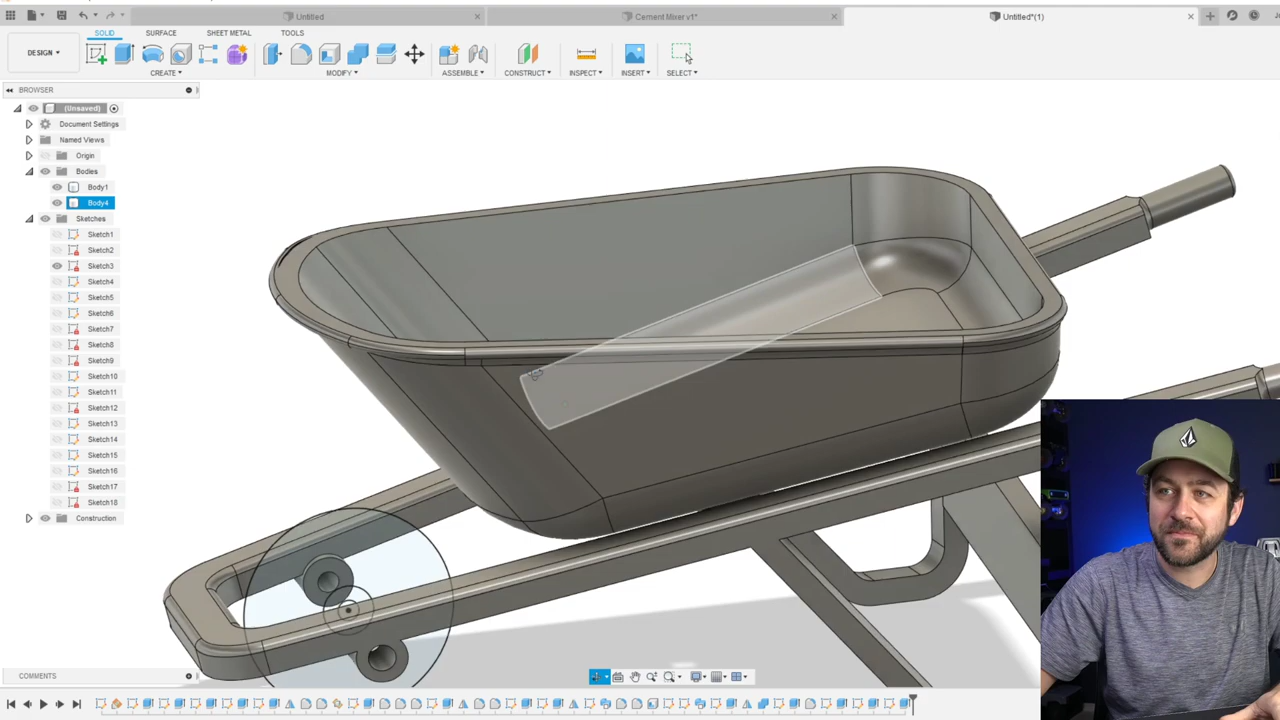 Untitled
Cement Mixer v1*
Untitled*(1)
SOLID
SURFACE
SHEET METAL
TOOLS
DESIGN
CREATE
MODIFY
ASSEMBLE
CONSTRUCT
INSPECT
INSERT
SELECT
BROWSER
(Unsaved)
Document Settings
Named Views
Origin
Bodies
Body1
Body4
Sketches
Sketch1
Sketch2
Sketch3
Sketch4
Sketch5
Sketch6
Sketch7
Sketch8
Sketch9
Sketch10
Sketch11
Sketch12
Sketch13
Sketch14
Sketch15
Sketch16
Sketch17
Sketch18
Construction
COMMENTS